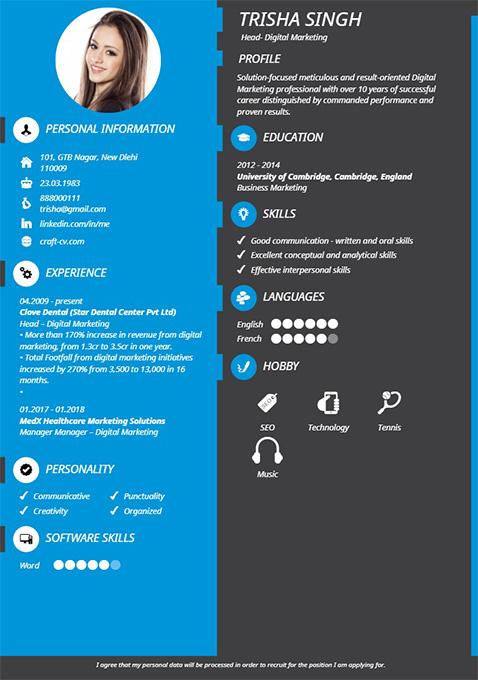 PERSONAL INFORMATION
101, GTB Nagar, New Dlehi
110009
23.03.1983
888000111
trisha@gmail.com
linkedin.com/in/me
craft-cv.com
EXPERIENCE
04.2009 - present
Clove Dental (Star Dental Center Pvt Ltd)
Head – Digital Marketing
• More than 170% increase in revenue from digital
marketing, from 1.3cr to 3.5cr in one year.
• Total Footfall from digital marketing initiatives
increased by 270% from 3,500 to 13,000 in 16
months.
•
01.2017 - 01.2018
MedX Healthcare Marketing Solutions
Manager Manager – Digital Marketing
PERSONALITY
Communicative
Punctuality
Creativity
Organized
SOFTWARE SKILLS
Word
TRISHA SINGH
Head- Digital Marketing
PROFILE
Solution-focused meticulous and result-oriented Digital
Marketing professional with over 10 years of successful
career distinguished by commanded performance and
proven results.
EDUCATION
2012 - 2014
University of Cambridge, Cambridge, England
Business Marketing
SKILLS
Good communication - written and oral skills
Excellent conceptual and analytical skills
Effective interpersonal skills
LANGUAGES
English
French
HOBBY
SEO
SEO
Technology
Tennis
Music
I agree that my personal data will be processed in order to recruit for the position I am applying for.